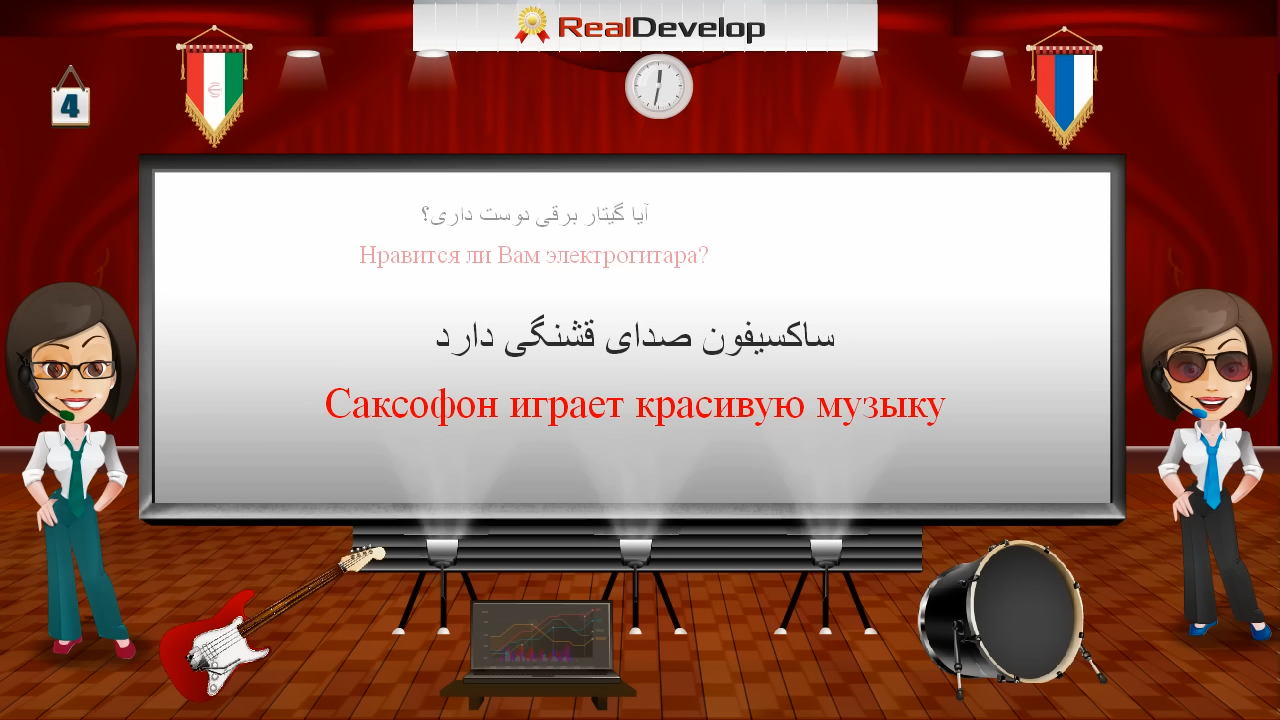 RealDevelop
4
آیا گیتار برقی دوست داری؟
Нравится ли Вам электрогитара?
ساکسیفون صدای قشنگی دارد
Саксофон играет красивую музыку